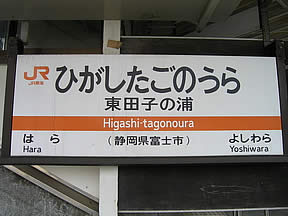 JR
JR東海
ひがしたごのうら
東田子の浦
Higashi-tagonoura
(静岡県富士市)
はら
Hara
よしわら
Yoshiwara